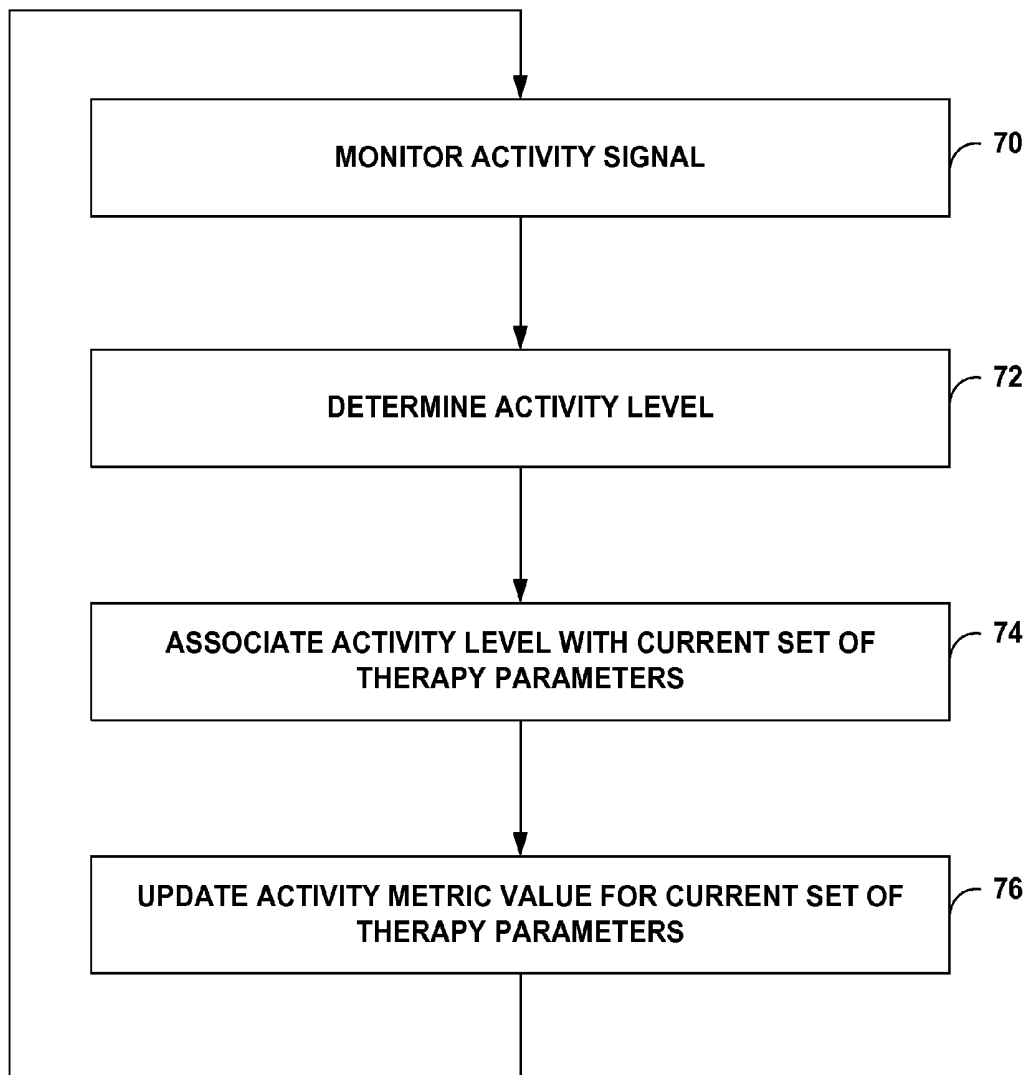 MONITOR ACTIVITY SIGNAL
70
DETERMINE ACTIVITY LEVEL
72
ASSOCIATE ACTIVITY LEVEL WITH CURRENT SET OF
THERAPY PARAMETERS
74
UPDATE ACTIVITY METRIC VALUE FOR CURRENT SET OF
THERAPY PARAMETERS
76